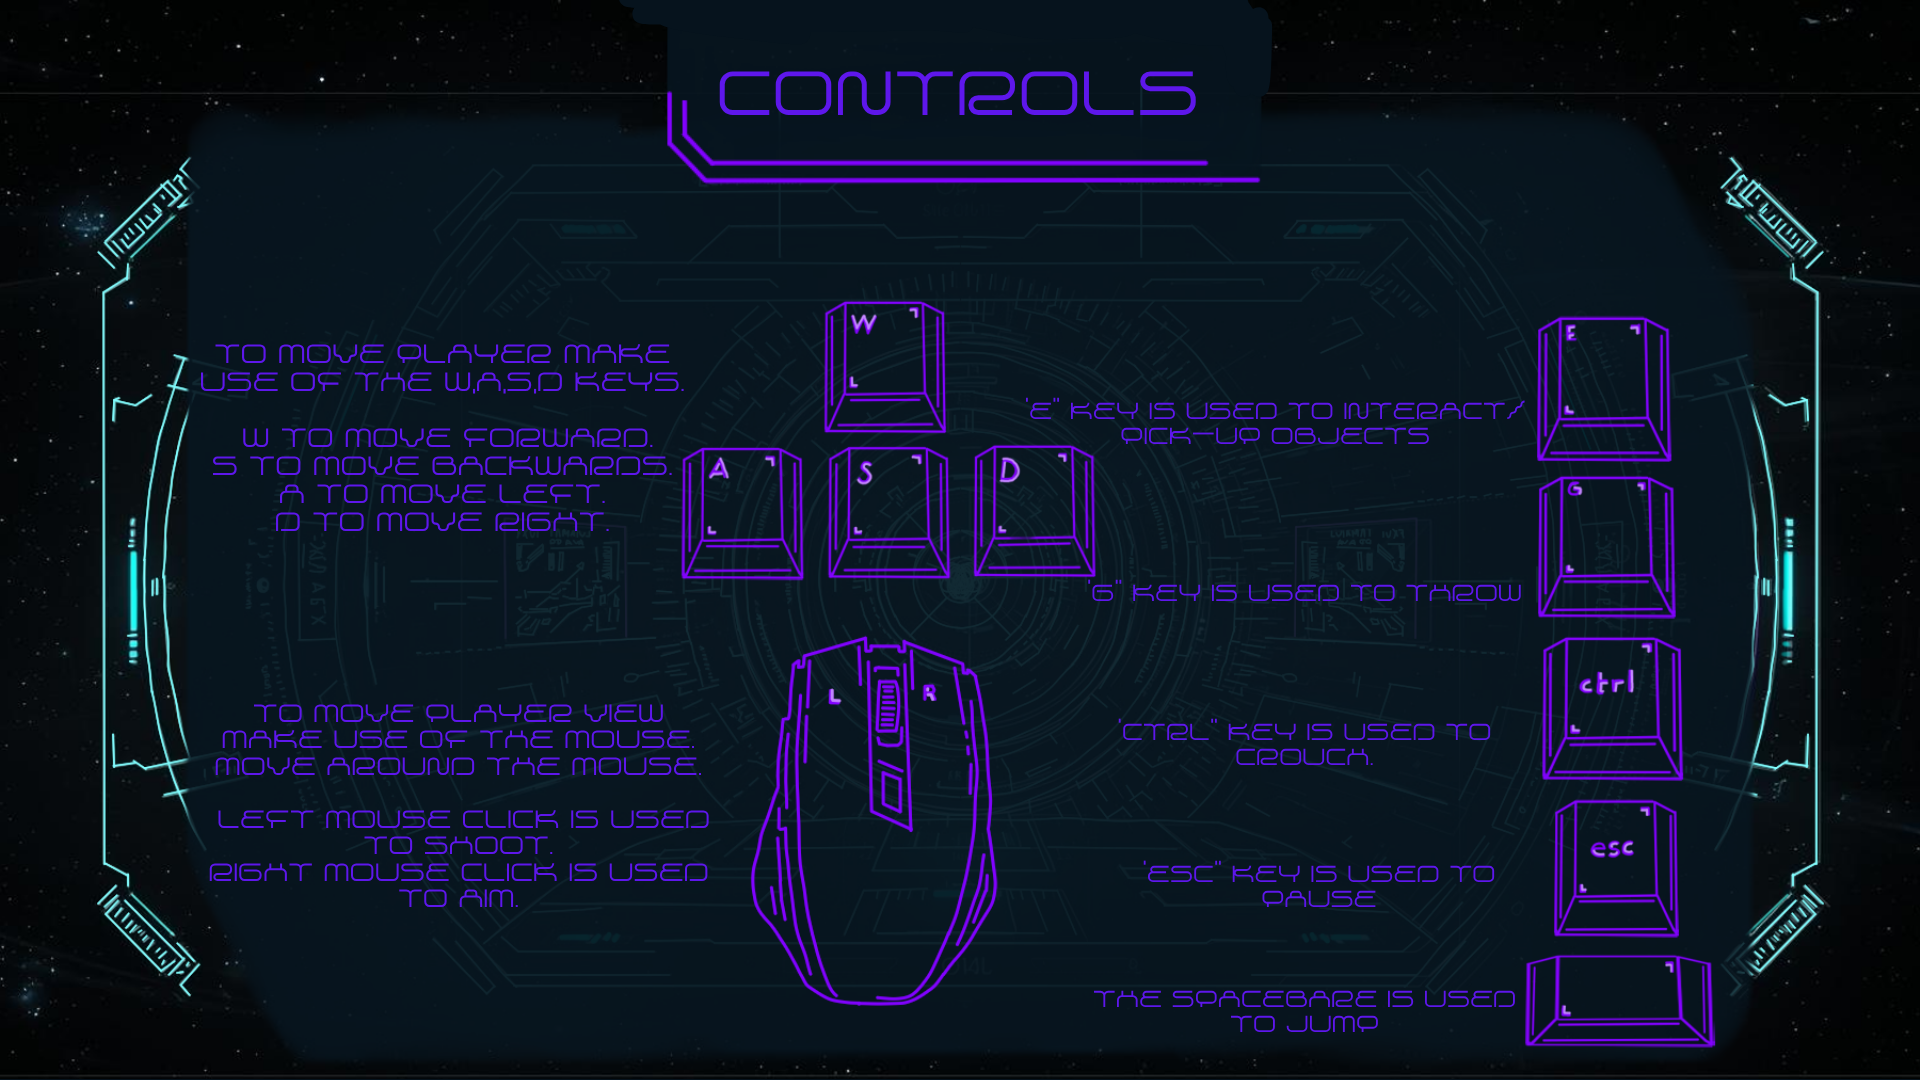 CONTROLS
TO MOVE PLAYER MAKE
USE OF THE W,A,S,D KEYS.
W TO MOVE FORWARD.
S TO MOVE BACKWARDS.
A TO MOVE LEFT.
D TO MOVE RIGHT.
W
A
S
D
TO MOVE PLAYER VIEW
MAKE USE OF THE MOUSE.
MOVE AROUND THE MOUSE.
LEFT MOUSE CLICK IS USED
TO SHOOT.
RIGHT MOUSE CLICK IS USED
TO AIM.
L
R
'E" KEY IS USED TO INTERACT/
PICK-UP OBJECTS
E
'G" KEY IS USED TO THROW
G
'CTRL" KEY IS USED TO
CROUCH.
ctrl
'ESC" KEY IS USED TO
PAUSE
esc
THE SPACEBARE IS USED
TO JUMP